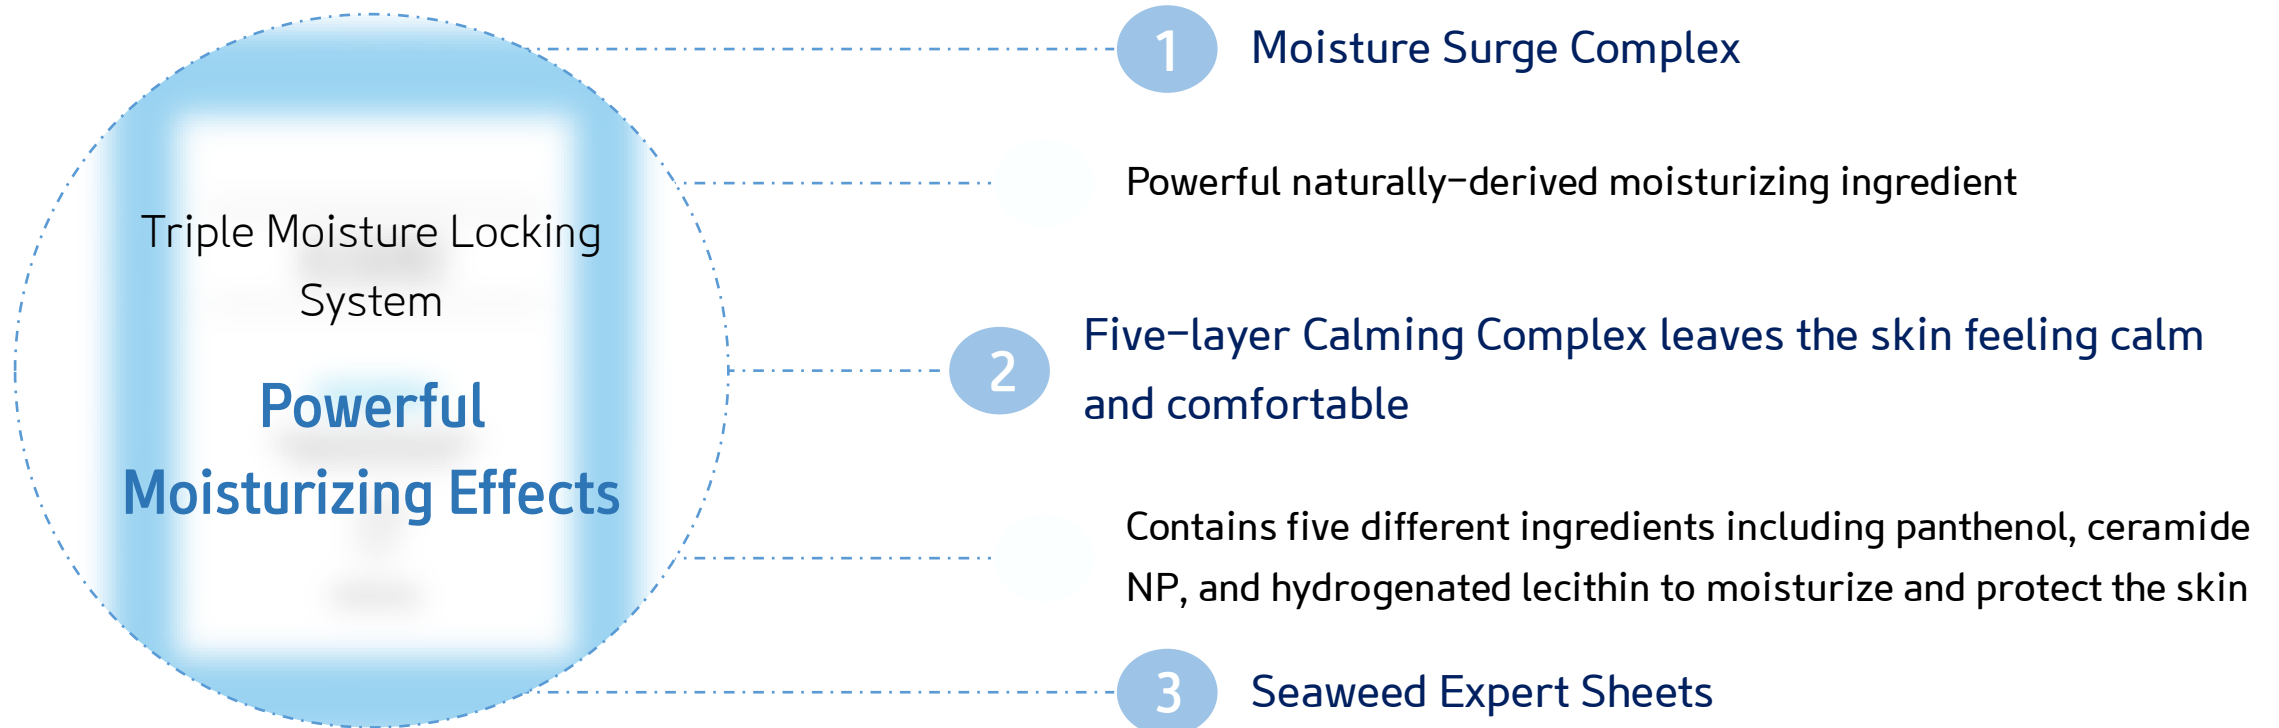 Triple Moisture Locking
System
Powerful
Moisturizing Effects
1
Moisture Surge Complex
Powerful naturally-derived moisturizing ingredient
2
Five-layer Calming Complex leaves the skin feeling calm
and comfortable
Contains five different ingredients including panthenol, ceramide
NP, and hydrogenated lecithin to moisturize and protect the skin
3
Seaweed Expert Sheets